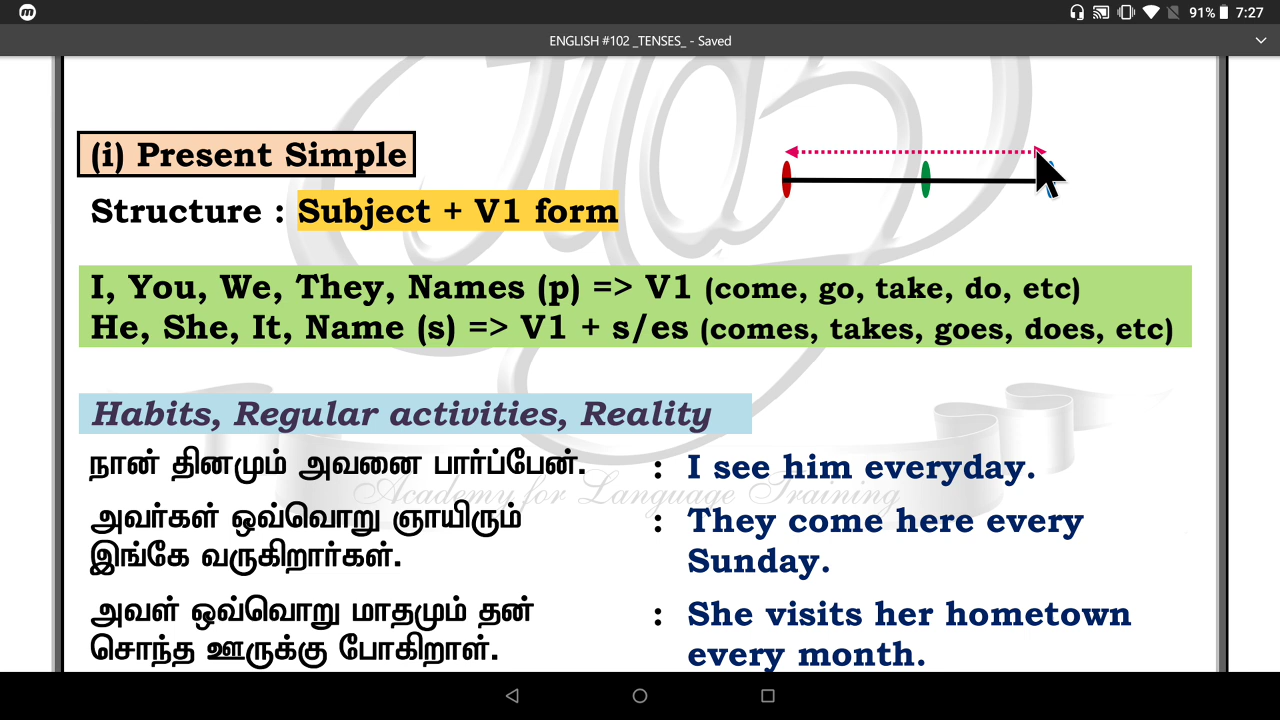 91% 7:27
ENGLISH #102 _TENSES_ - Saved
(i) Present Simple
Structure : Subject + V1 form
I, You, We, They, Names (p) => V1 (come, go, take, do, etc)
He, She, It, Name (s) => V1 + s/es (comes, takes, goes, does, etc)
Habits, Regular activities, Reality
நான் தினமும் அவனை பார்ப்பேன். : I see him everyday.
அவர்கள் ஒவ்வொறு ஞாயிரும் : They come here every
இங்கே வருகிறார்கள். Sunday.
Academy for Language Training
அவள் ஒவ்வொறு மாதமும் தன் : She visits her hometown
சொந்த ஊருக்கு போகிறாள். every month.